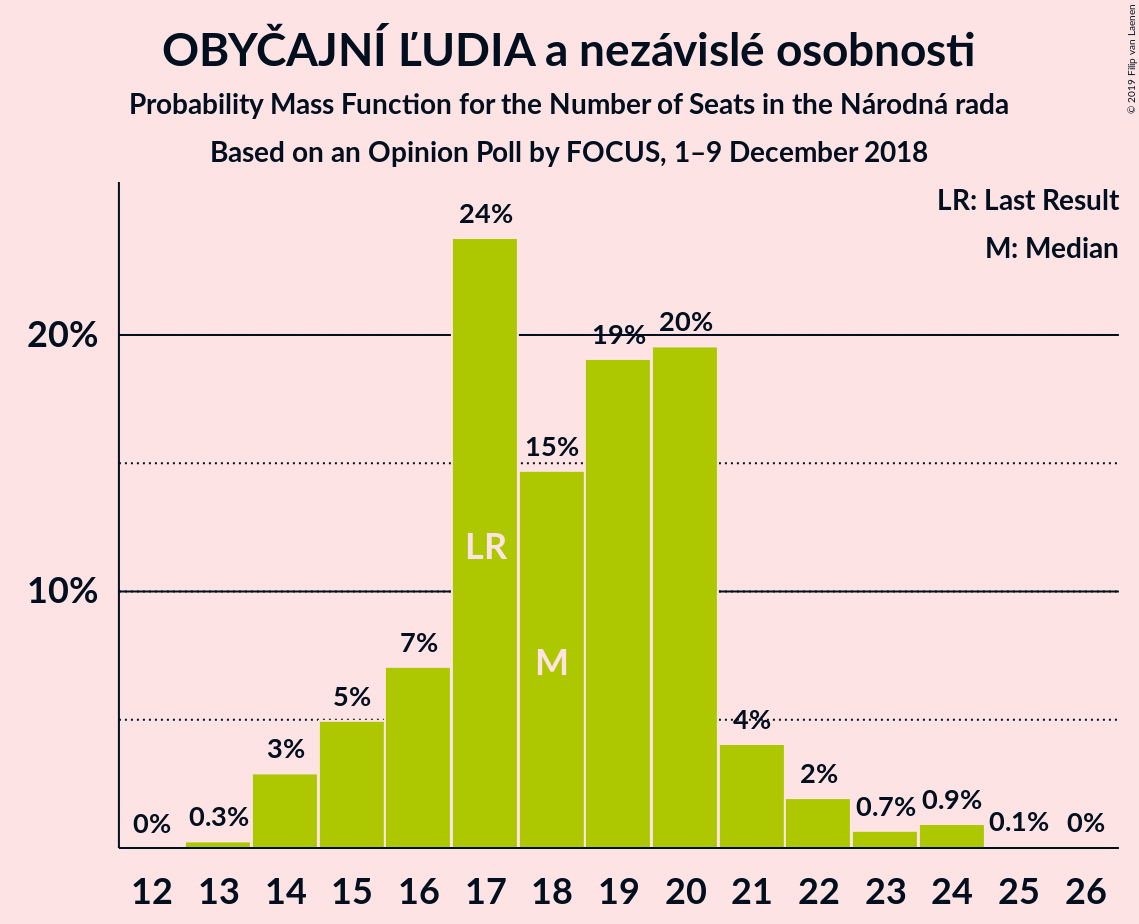 OBYČAJNÍ ĽUDIA a nezávislé osobnosti
Probability Mass Function for the Number of Seats in the Národná rada
Based on an Opinion Poll by FOCUS, 1–9 December 2018
© 2019 Filip van Laenen
LR: Last Result
M: Median
20%
10%
0%
0.3%
3%
5%
7%
24%
15%
19%
20%
4%
2%
0.7%
0.9%
0.1%
0%
LR
M
12 13 14 15 16 17 18 19 20 21 22 23 24 25 26